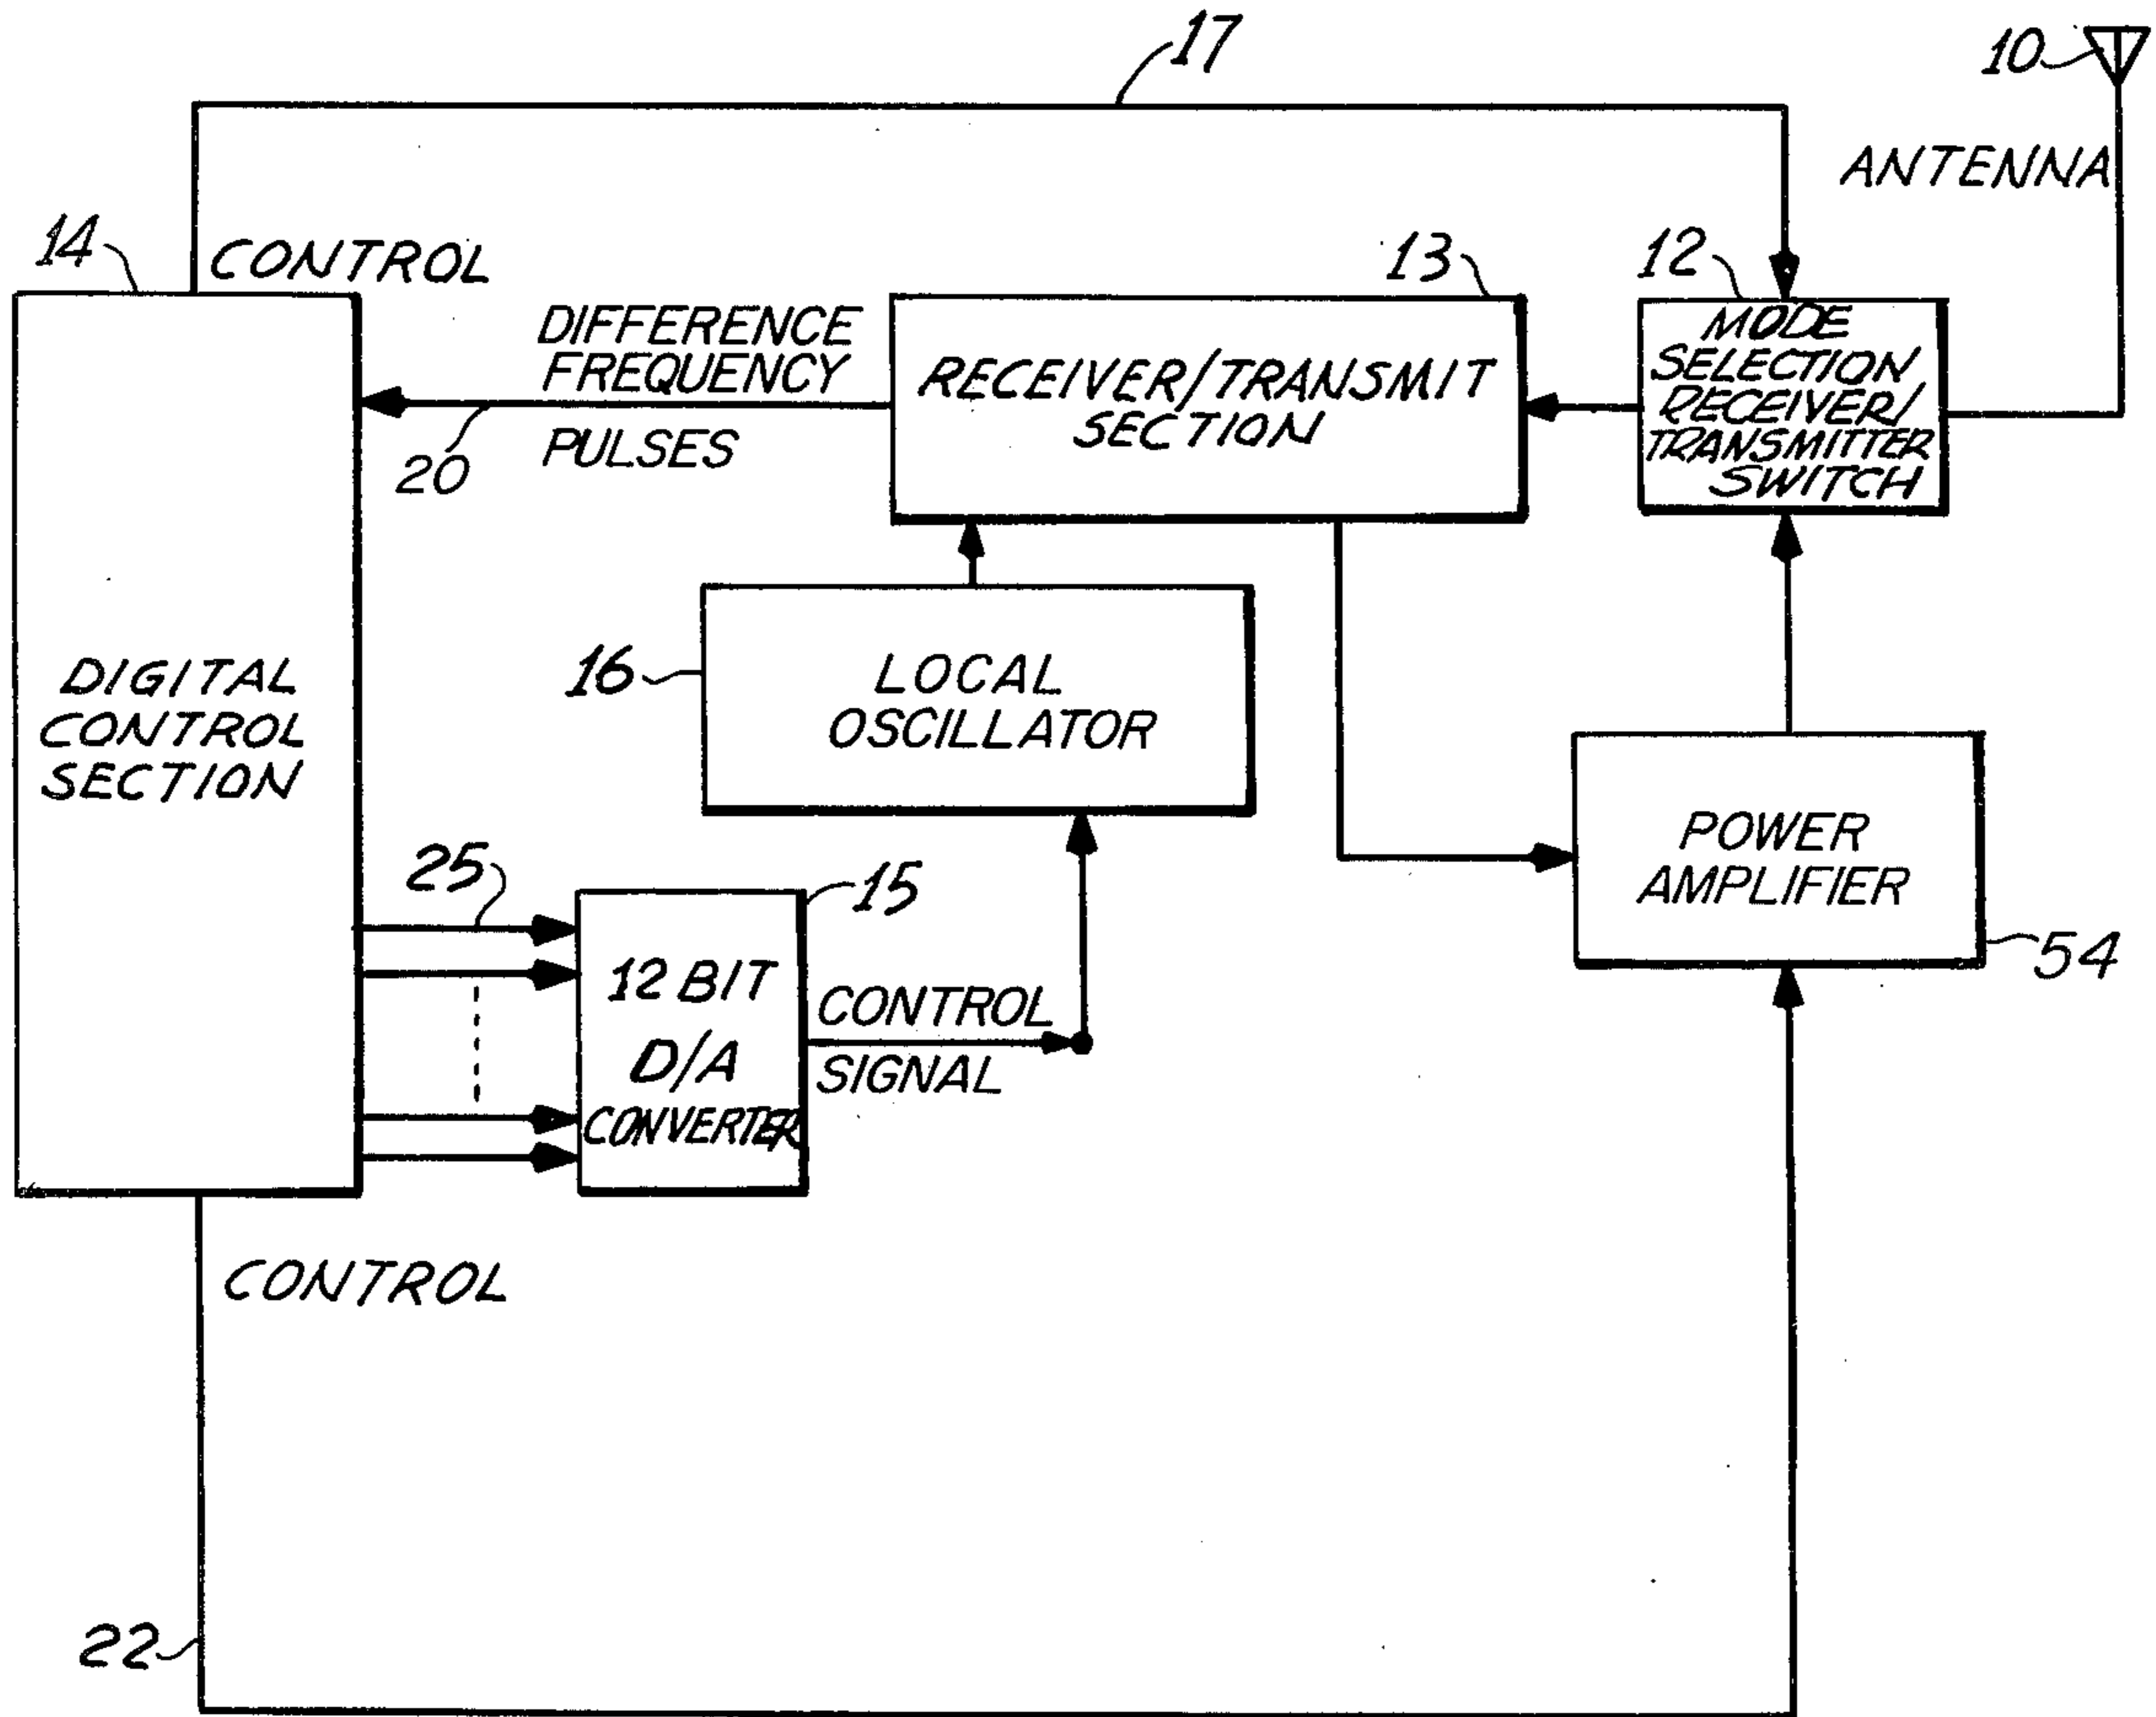 17
10
ANTENNA
14
CONTROL
13
12
DIFFERENCE
FREQUENCY
PULSES
20
RECEIVER/TRANSMIT
SECTION
MODE
SELECTION
RECEIVER/
TRANSMITTER
SWITCH
16
LOCAL
OSCILLATOR
DIGITAL
CONTROL
SECTION
25
15
12 BIT
D/A
CONVERTER
CONTROL
SIGNAL
POWER
AMPLIFIER
54
CONTROL
22